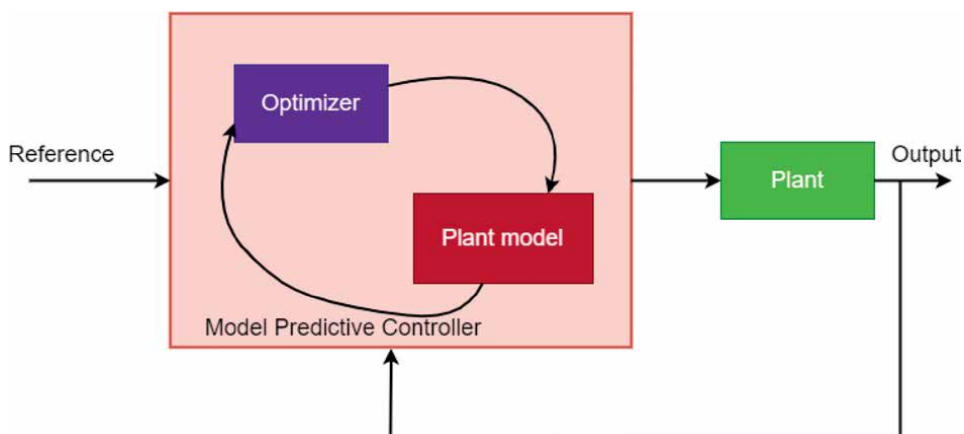 Optimizer
Reference
Output
Plant
Plant model
Model Predictive Controller